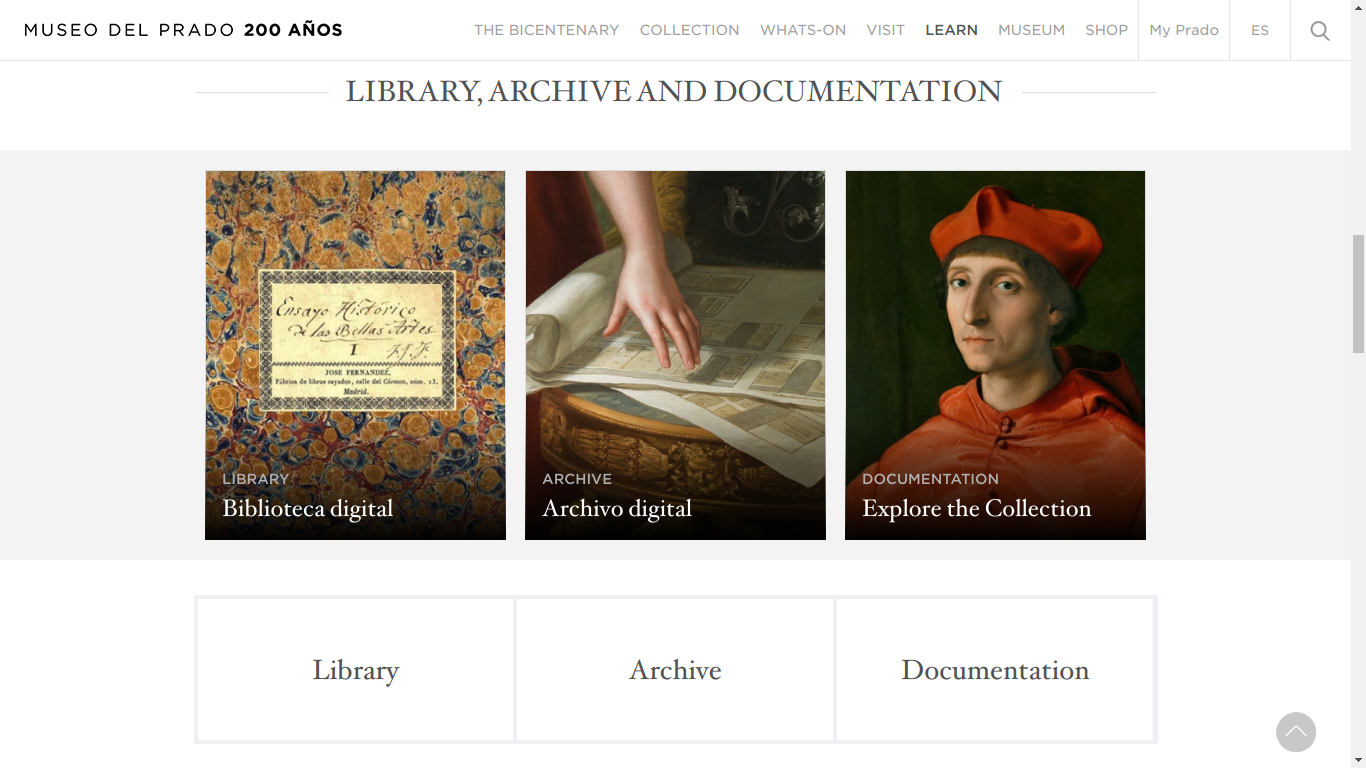 MUSEO DEL PRADO 200 AÑOS
THE BICENTENARY COLLECTION WHATS-ON VISIT LEARN MUSEUM SHOP My Prado ES
LIBRARY, ARCHIVE AND DOCUMENTATION
Ensayo Histórico
de las Bellas Artes
I.
JOSE FERNANDEZ,
Fábrica de libros rayados, calle del Cármen, núm. 13.
Madrid.
LIBRARY
Biblioteca digital
ARCHIVE
Archivo digital
DOCUMENTATION
Explore the Collection
Library
Archive
Documentation